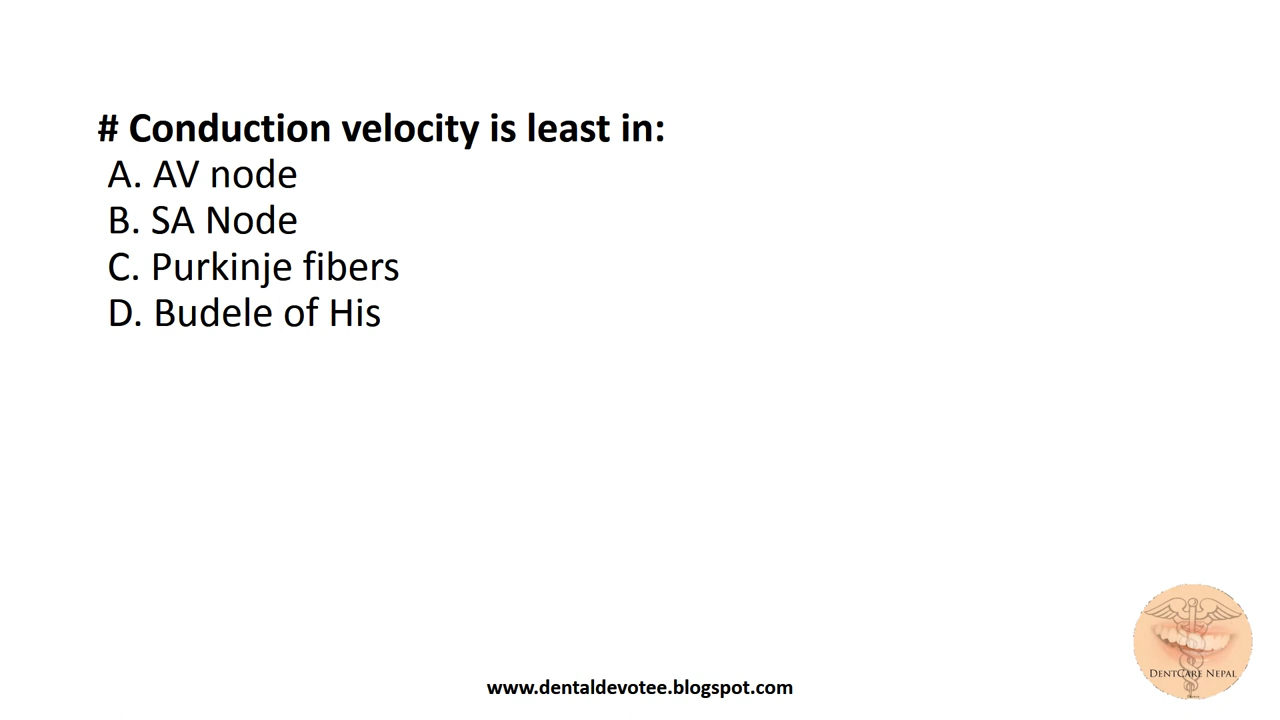 # Conduction velocity is least in:
A. AV node
B. SA Node
C. Purkinje fibers
D. Budele of His
DentCare Nepal
www.dentaldevotee.blogspot.com